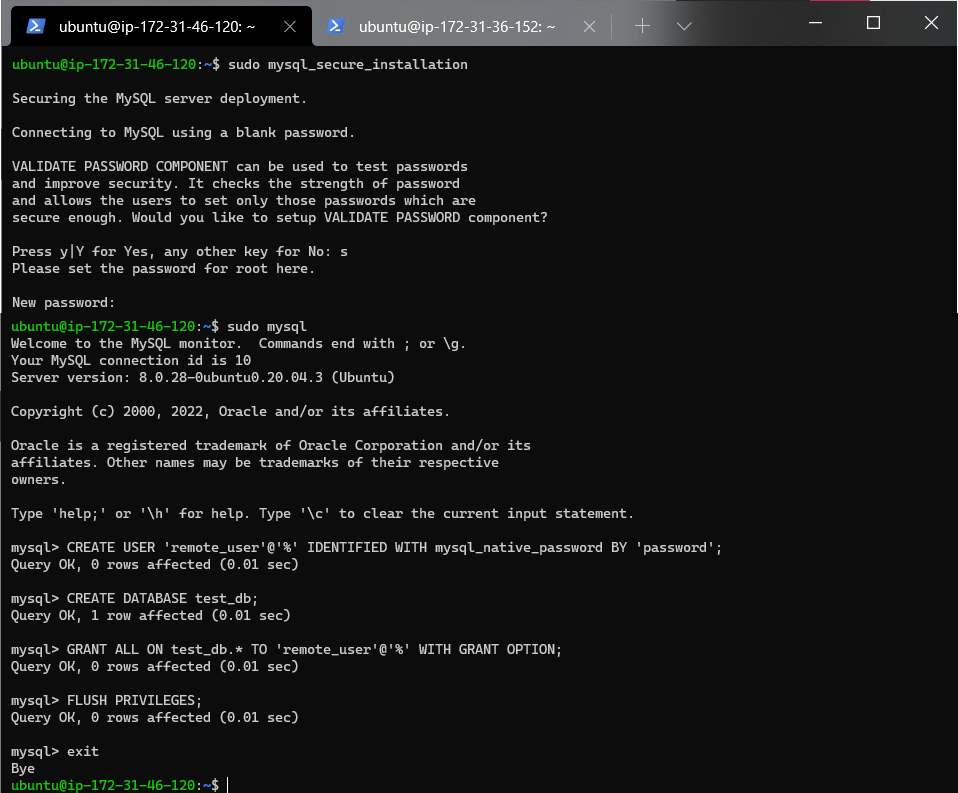 ubuntu@ip-172-31-46-120: ~
ubuntu@ip-172-31-36-152: ~
ubuntu@ip-172-31-46-120:~$ sudo mysql_secure_installation
Securing the MySQL server deployment.
Connecting to MySQL using a blank password.
VALIDATE PASSWORD COMPONENT can be used to test passwords
and improve security. It checks the strength of password
and allows the users to set only those passwords which are
secure enough. Would you like to setup VALIDATE PASSWORD component?
Press y|Y for Yes, any other key for No: s
Please set the password for root here.
New password:
ubuntu@ip-172-31-46-120:~$ sudo mysql
Welcome to the MySQL monitor.  Commands end with ; or \g.
Your MySQL connection id is 10
Server version: 8.0.28-0ubuntu0.20.04.3 (Ubuntu)
Copyright (c) 2000, 2022, Oracle and/or its affiliates.
Oracle is a registered trademark of Oracle Corporation and/or its
affiliates. Other names may be trademarks of their respective
owners.
Type 'help;' or '\h' for help. Type '\c' to clear the current input statement.
mysql> CREATE USER 'remote_user'@'%' IDENTIFIED WITH mysql_native_password BY 'password';
Query OK, 0 rows affected (0.01 sec)
mysql> CREATE DATABASE test_db;
Query OK, 1 row affected (0.01 sec)
mysql> GRANT ALL ON test_db.* TO 'remote_user'@'%' WITH GRANT OPTION;
Query OK, 0 rows affected (0.01 sec)
mysql> FLUSH PRIVILEGES;
Query OK, 0 rows affected (0.01 sec)
mysql> exit
Bye
ubuntu@ip-172-31-46-120:~$